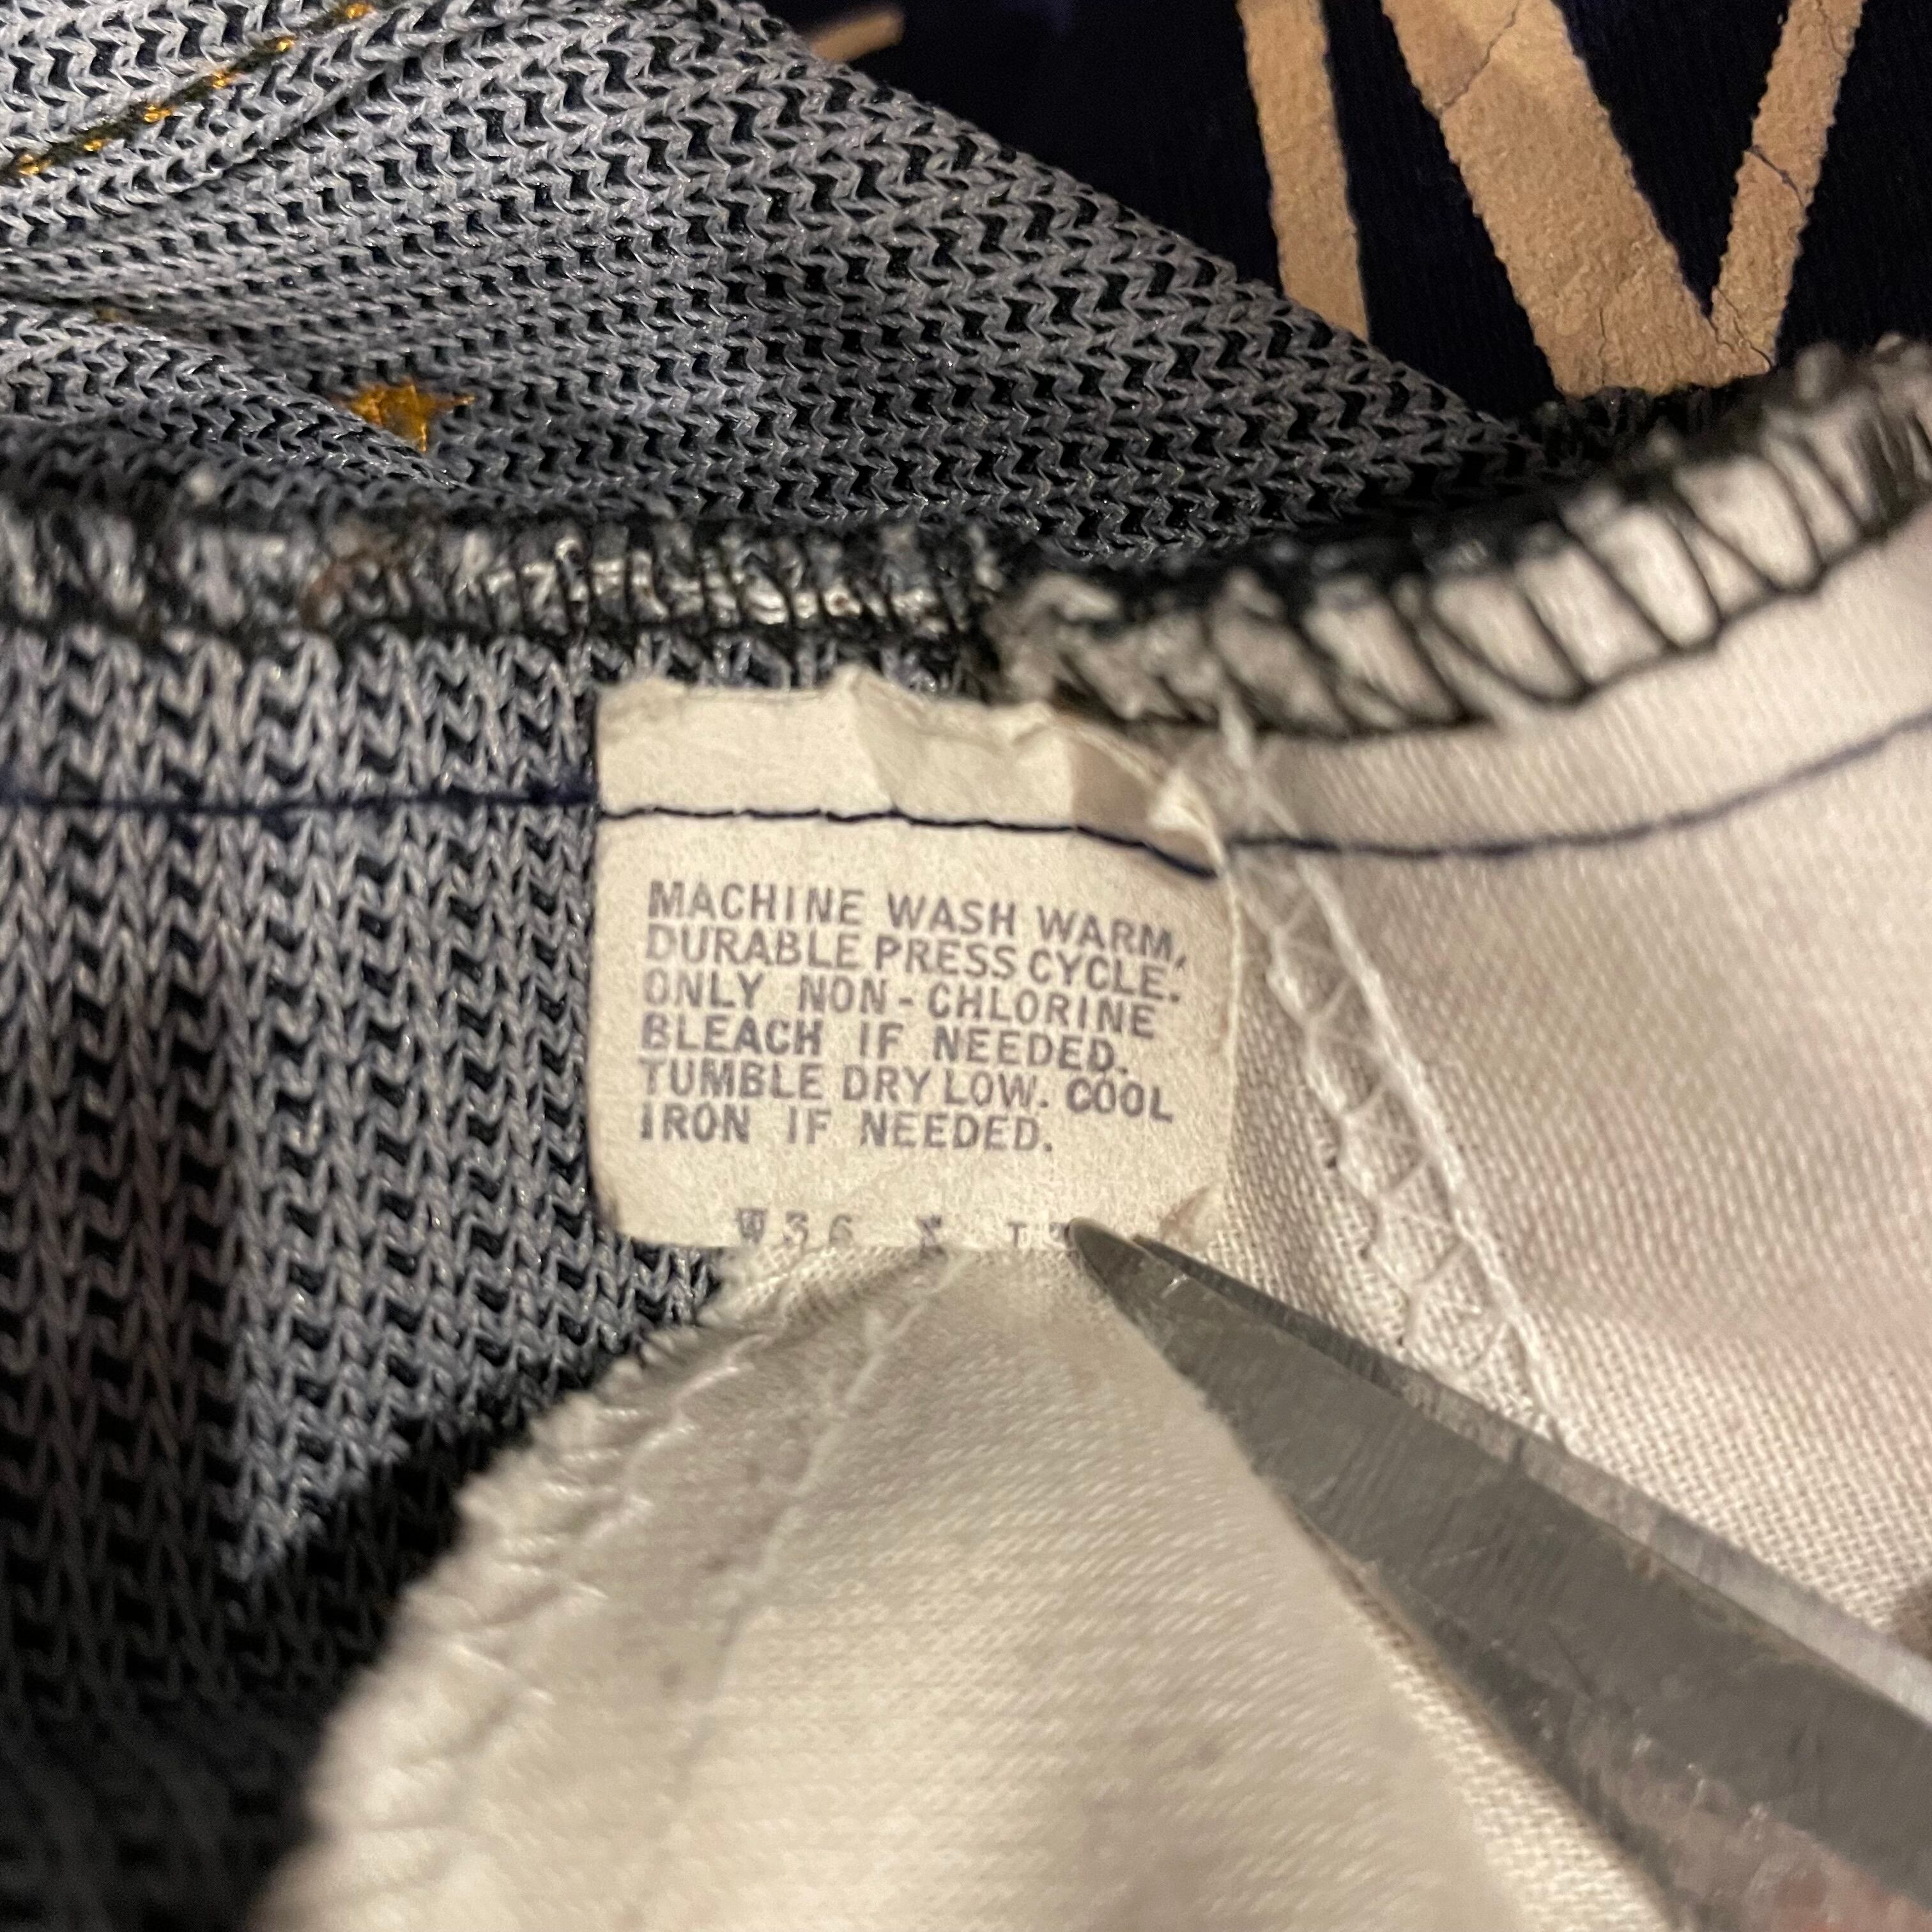 MACHINE WASH WARM,
DURABLE PRESS CYCLE.
ONLY NON-CHLORINE
BLEACH IF NEEDED.
TUMBLE DRY LOW. COOL
IRON IF NEEDED.
W36 X